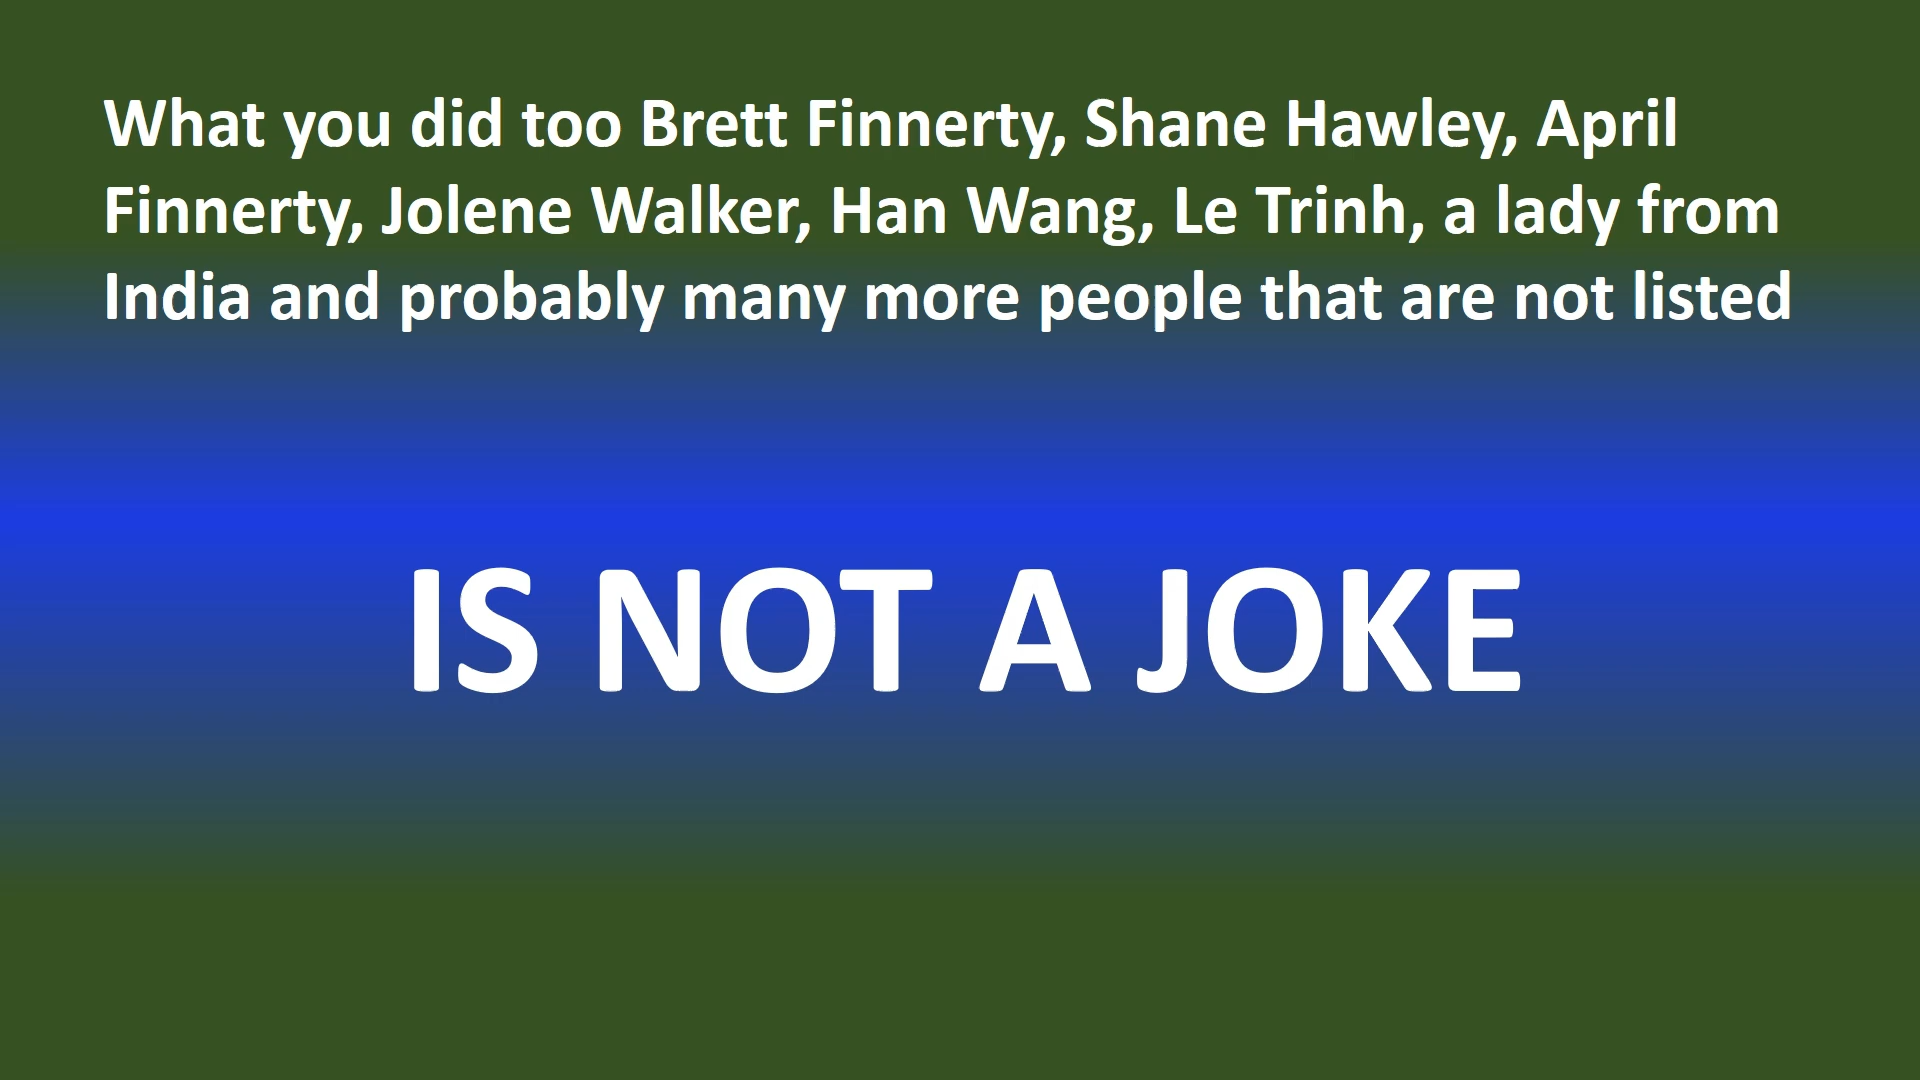 What you did too Brett Finnerty, Shane Hawley, April
Finnerty, Jolene Walker, Han Wang, Le Trinh, a lady from
India and probably many more people that are not listed
IS NOT A JOKE